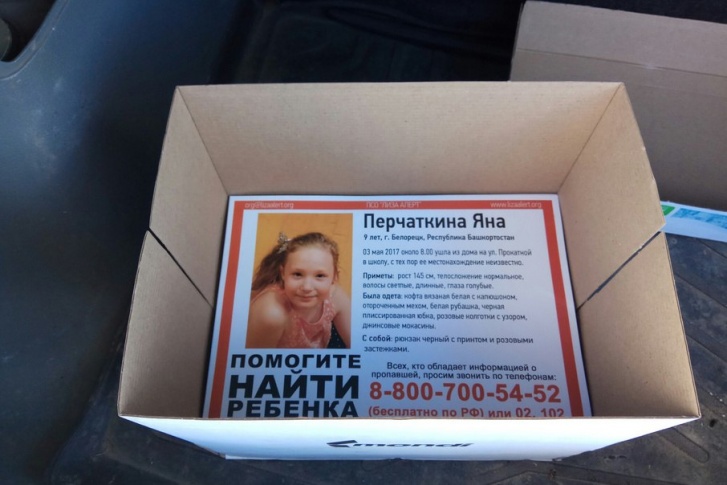 org@lizaalert.org ПСО "ЛИЗА АЛЕРТ" www.lizaalert.org
Перчаткина Яна
9 лет, г. Белорецк, Республика Башкортостан
03 мая 2017 около 8.00 ушла из дома на ул. Прокатной
в школу, с тех пор ее местонахождение неизвестно.
Приметы: рост 145 см, телосложение нормальное,
волосы светлые, длинные, глаза голубые.
Была одета: кофта вязаная белая с капюшоном,
отороченным мехом, белая рубашка, черная
плиссированная юбка, розовые колготки с узором,
джинсовые мокасины.
С собой: рюкзак черный с принтом и розовыми
застежками.
ПОМОГИТЕ
НАЙТИ
РЕБЕНКА
Всех, кто обладает информацией о
пропавшей, просим звонить по телефонам:
8-800-700-54-52
(бесплатно по РФ) или 02, 102
mondi